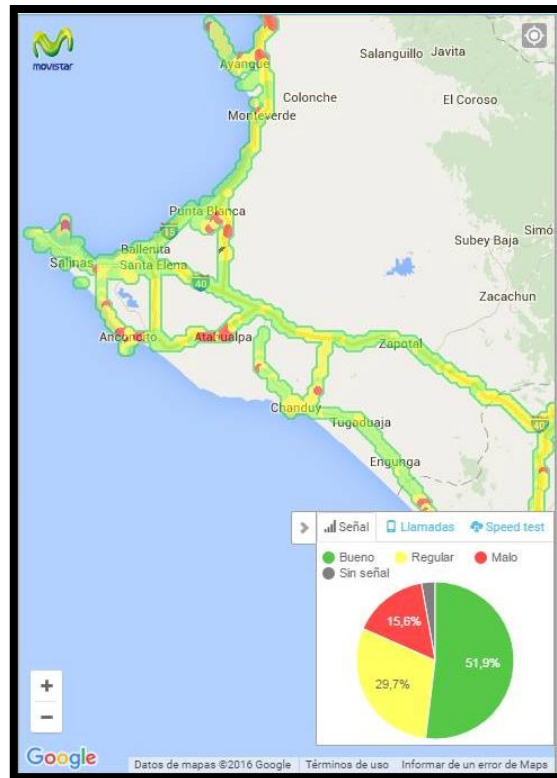 movistar
Salanguillo
Javita
Ayangue
Colonche
El Coroso
Monteverde
Punta Blanca
15
Simó
Ballenita
Subey Baja
Salinas
Santa Elena
40
Zacachun
Anconcito
Atahualpa
Zapotal
Chanduy
Tugaduaja
40
Engunga
Señal Llamadas Speed test
Bueno Regular Malo
Sin señal
15,6%
51,9%
29,7%
+
−
Google Datos de mapas ©2016 Google Términos de uso Informar de un error de Maps